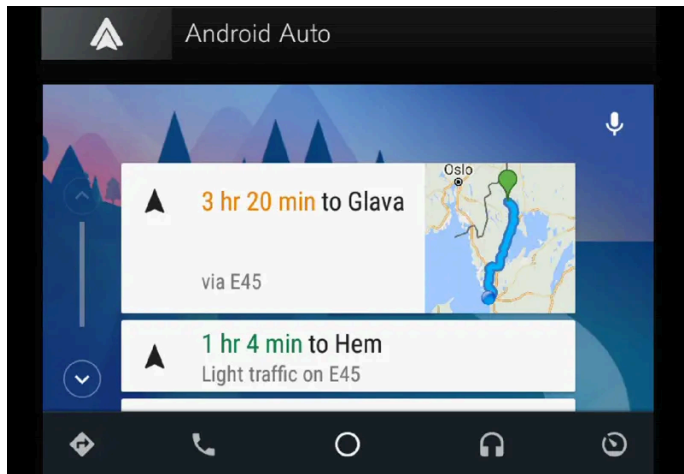 Android Auto
3 hr 20 min to Glava
Oslo
via E45
1 hr 4 min to Hem
Light traffic on E45